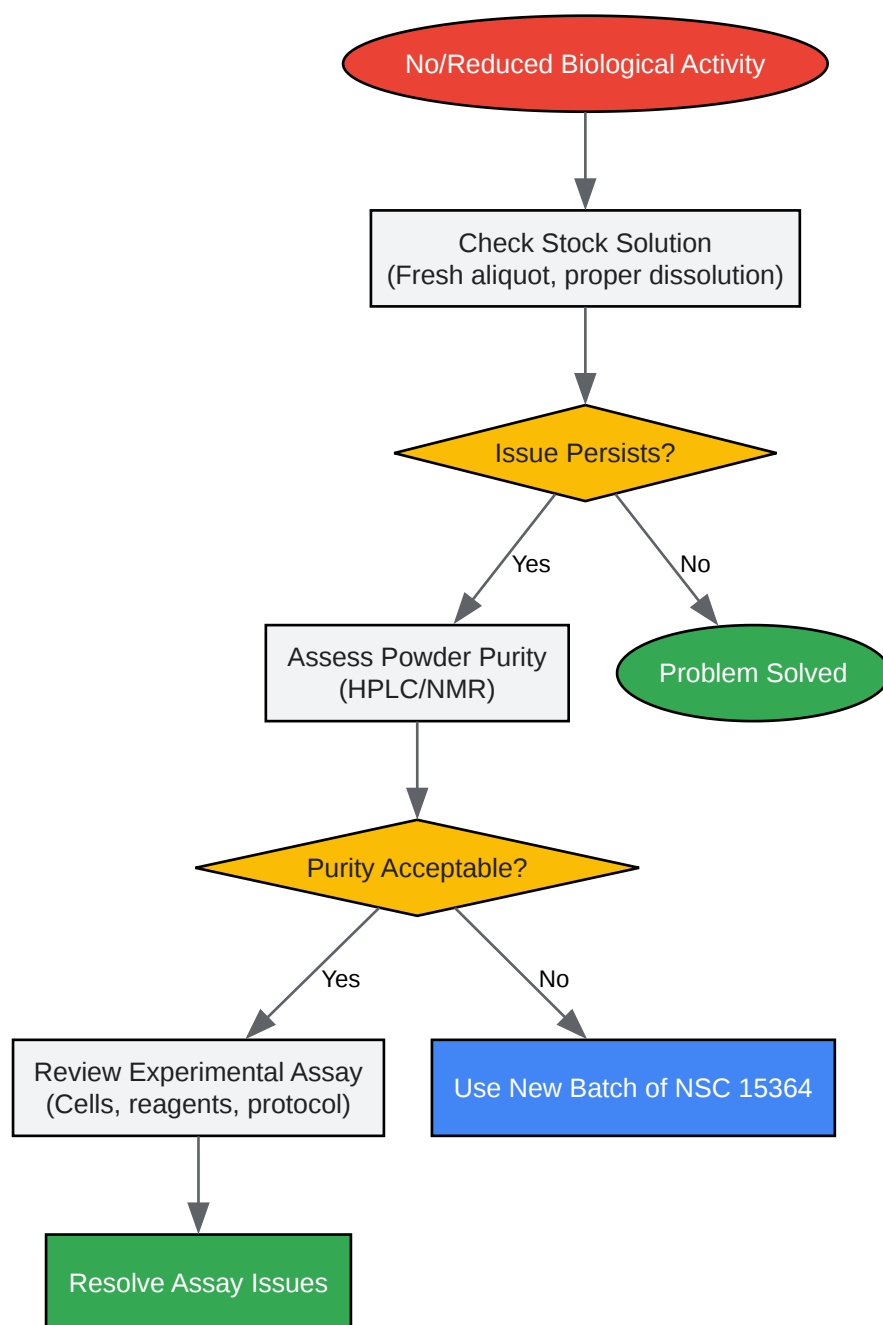 No/Reduced Biological Activity
Check Stock Solution
(Fresh aliquot, proper dissolution)
Issue Persists?
Yes
No
Assess Powder Purity
(HPLC/NMR)
Problem Solved
Purity Acceptable?
Yes
No
Review Experimental Assay
(Cells, reagents, protocol)
Use New Batch of NSC 15364
Resolve Assay Issues